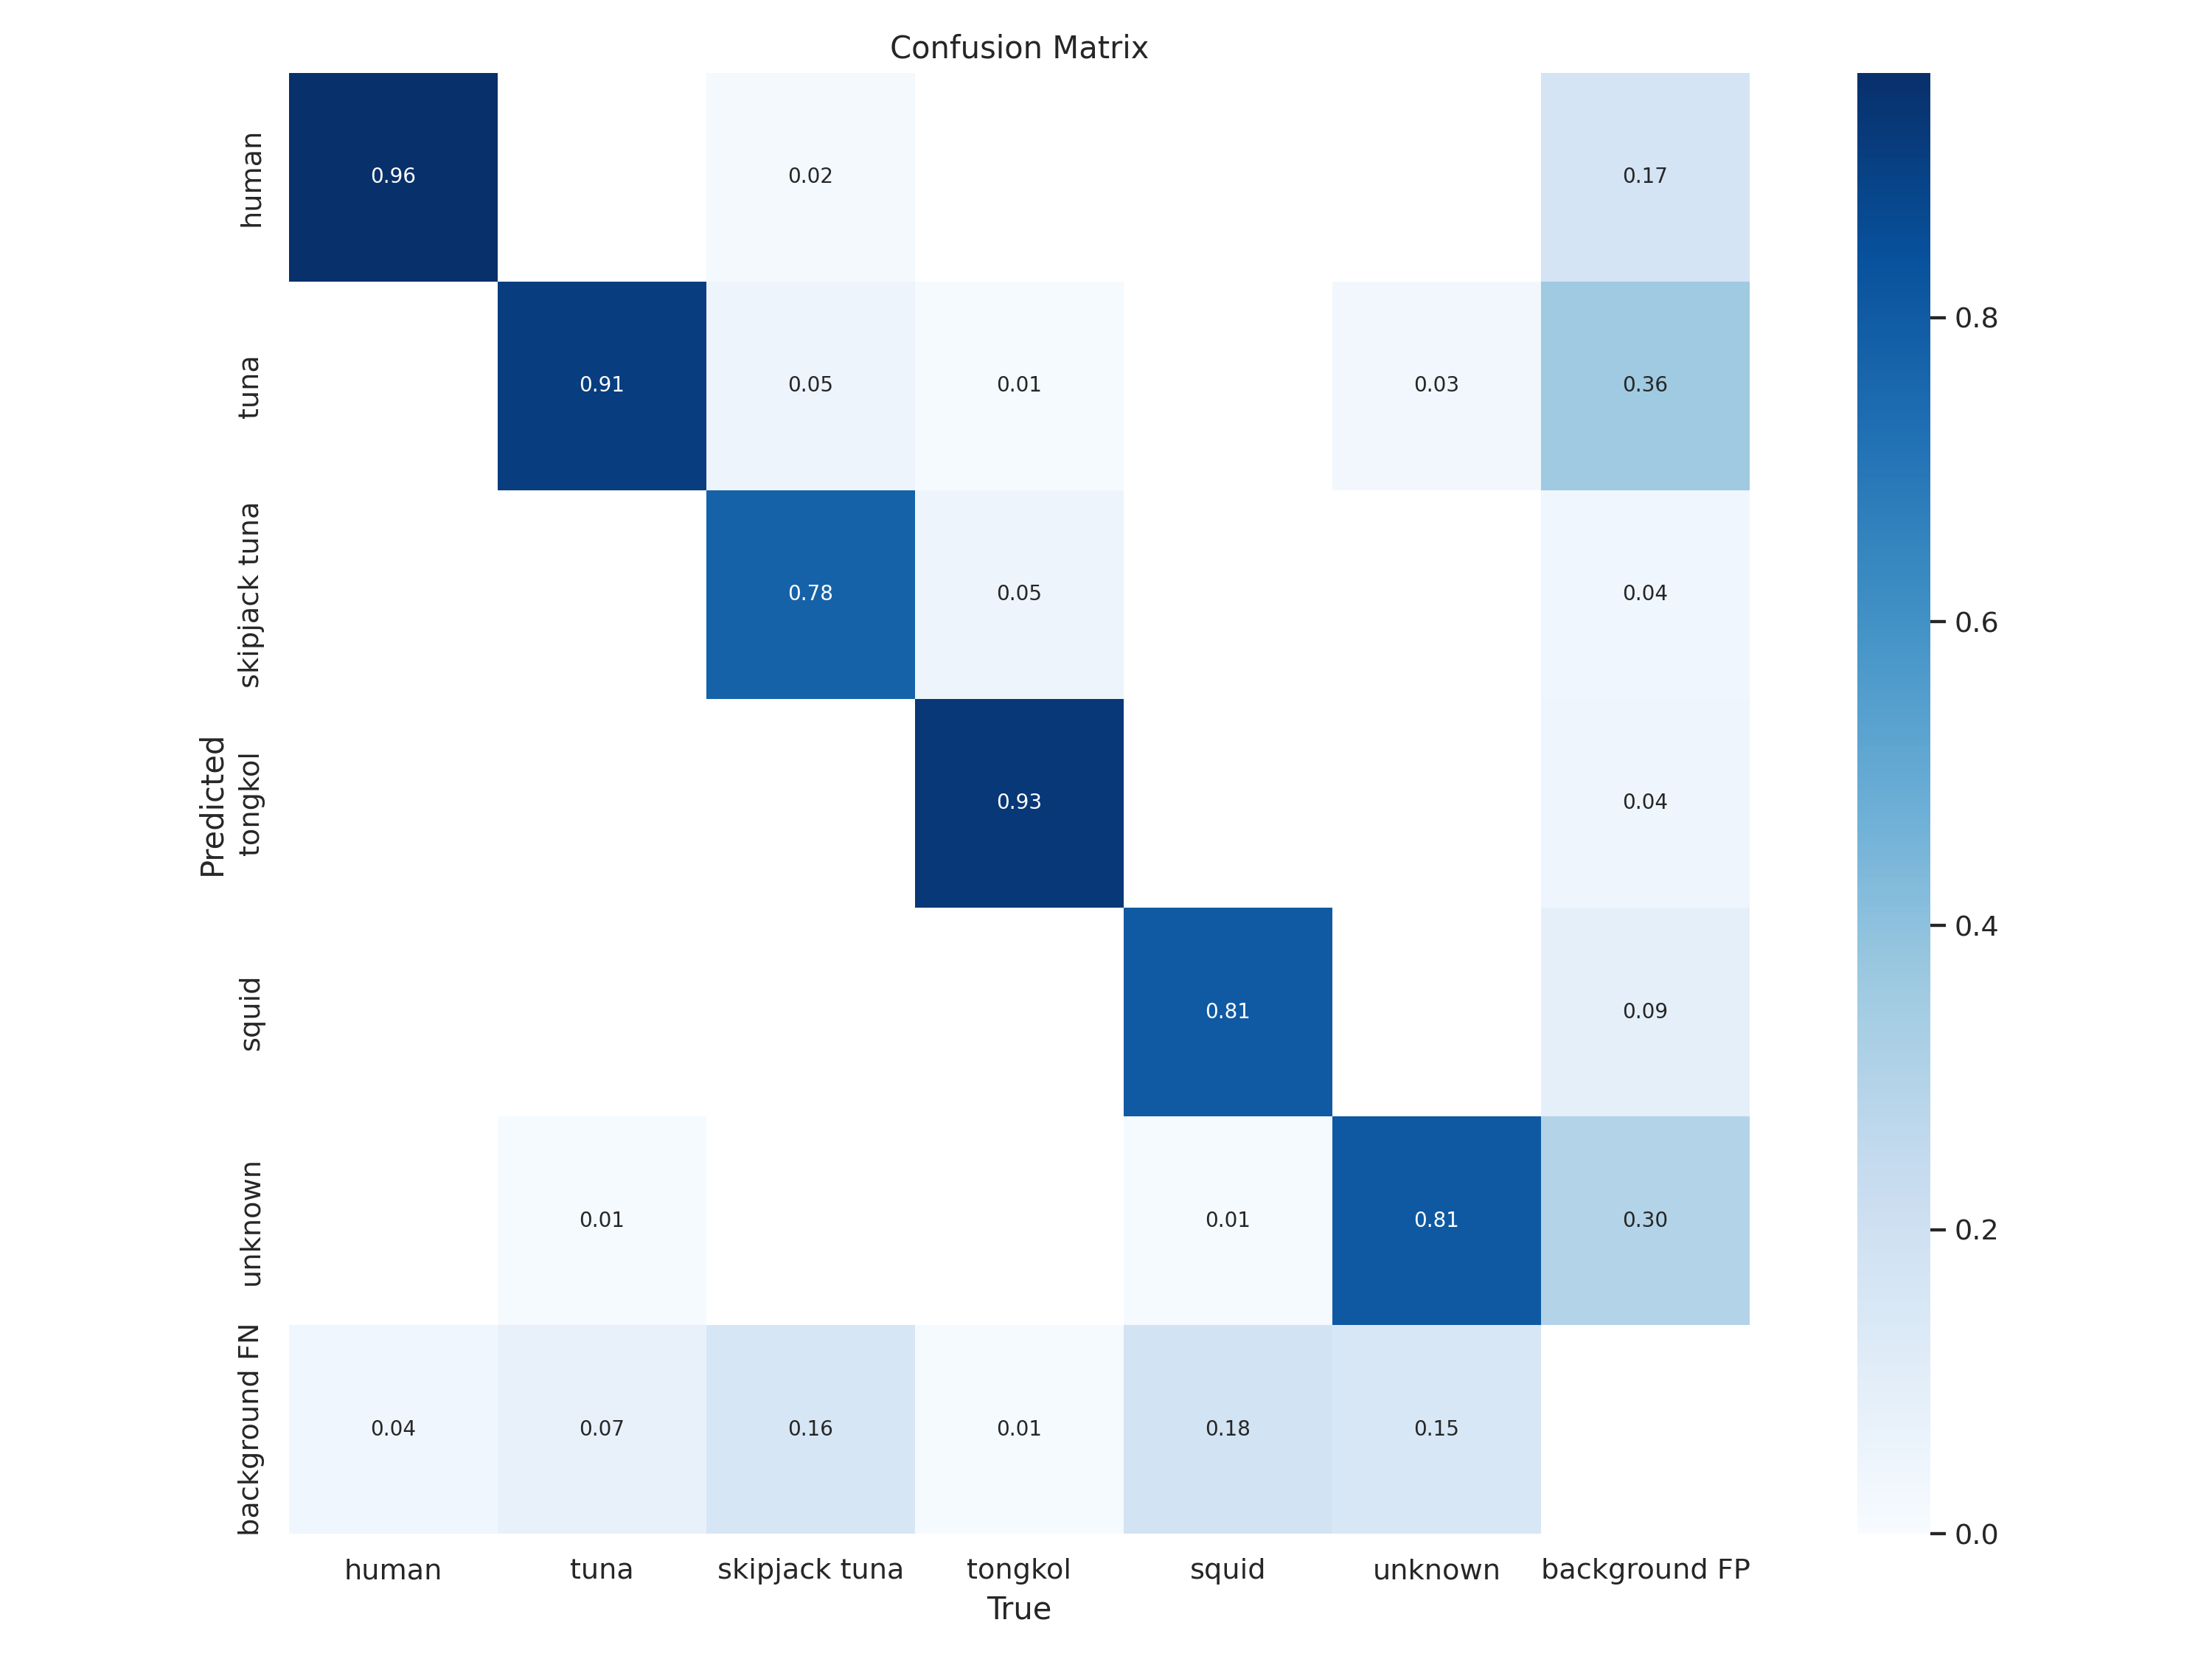 Confusion Matrix
human
0.96
0.02
0.17
tuna
0.91
0.05
0.01
0.03
0.36
0.8
skipjack tuna
0.78
0.05
0.04
0.6
Predicted
tongkol
0.93
0.04
0.4
squid
0.81
0.09
unknown
0.01
0.01
0.81
0.30
0.2
background FN
0.04
0.07
0.16
0.01
0.18
0.15
0.0
human tuna skipjack tuna tongkol squid unknown background FP
True